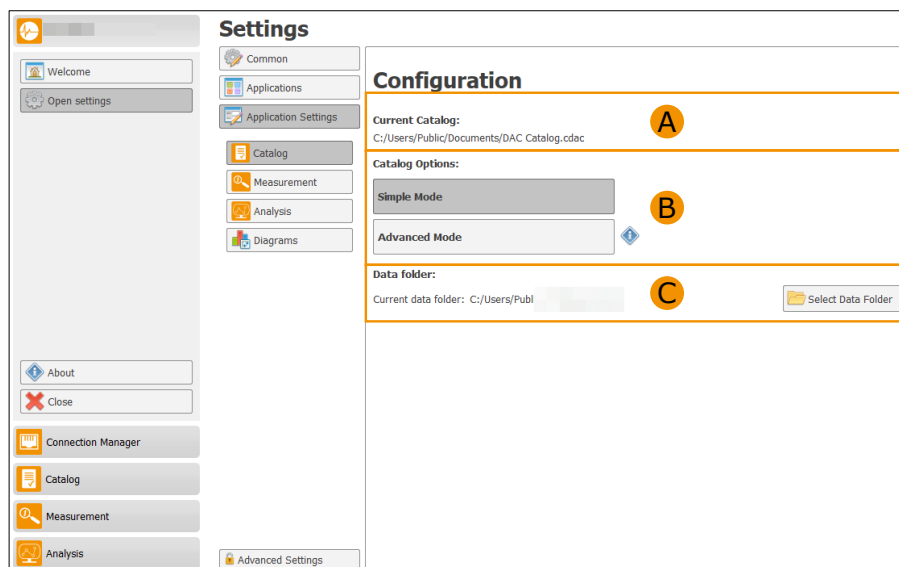 Settings
Welcome
Open settings
About
Close
Connection Manager
Catalog
Measurement
Analysis
Common
Applications
Application Settings
Catalog
Measurement
Analysis
Diagrams
Advanced Settings
Configuration
Current Catalog:
C:/Users/Public/Documents/DAC Catalog.cdac
A
Catalog Options:
Simple Mode
Advanced Mode
B
Data folder:
Current data folder: C:/Users/Publ
C
Select Data Folder